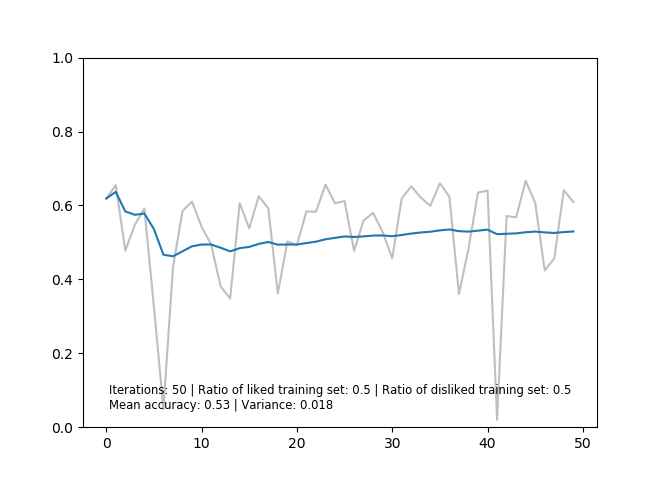 1.0
0.8
0.6
0.4
0.2
0.0
Iterations: 50 | Ratio of liked training set: 0.5 | Ratio of disliked training set: 0.5
Mean accuracy: 0.53 | Variance: 0.018
0 10 20 30 40 50